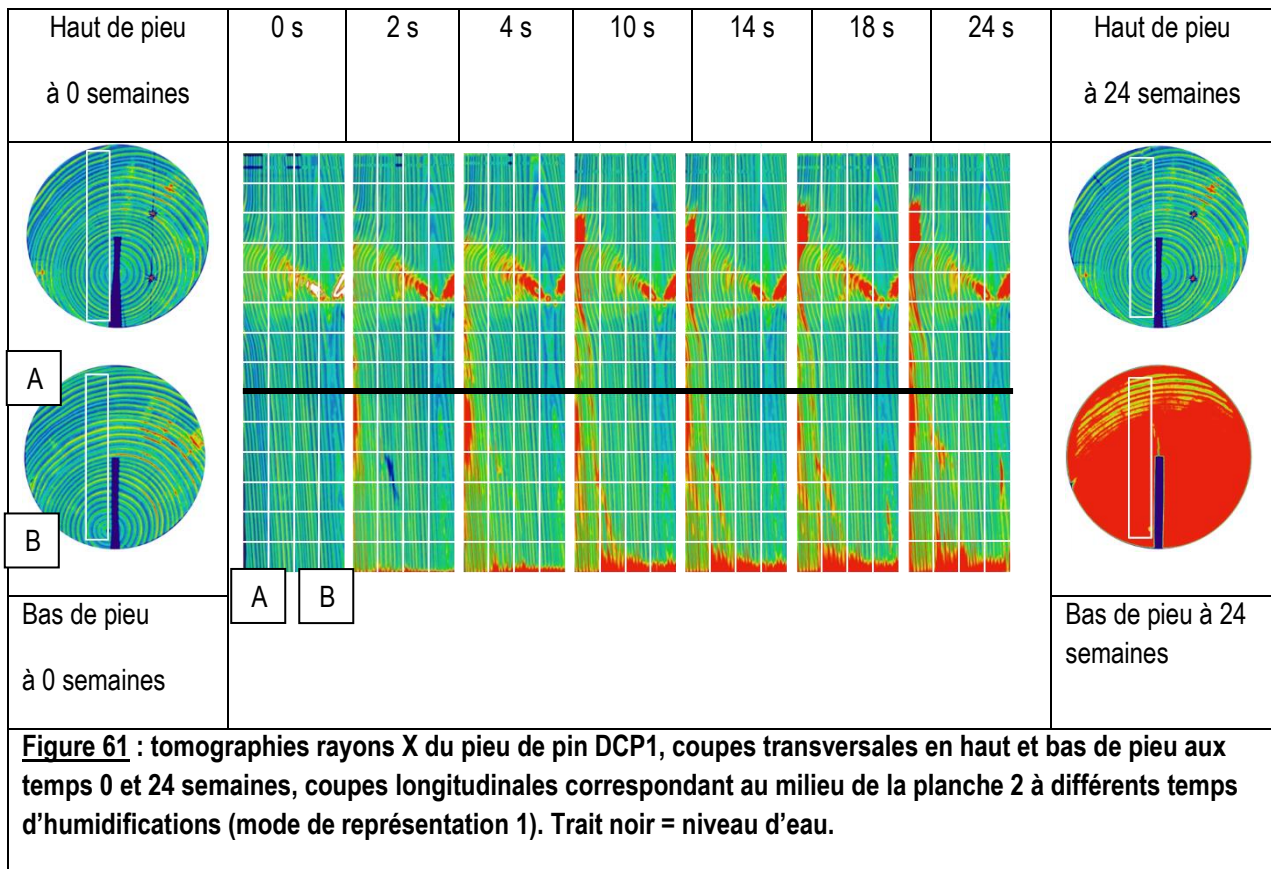 Haut de pieu
à 0 semaines
0 s
2 s
4 s
10 s
14 s
18 s
24 s
Haut de pieu
à 24 semaines
A
B
A
B
Bas de pieu
à 0 semaines
Bas de pieu à 24
semaines
Figure 61 : tomographies rayons X du pieu de pin DCP1, coupes transversales en haut et bas de pieu aux
temps 0 et 24 semaines, coupes longitudinales correspondant au milieu de la planche 2 à différents temps
d'humidifications (mode de représentation 1). Trait noir = niveau d'eau.